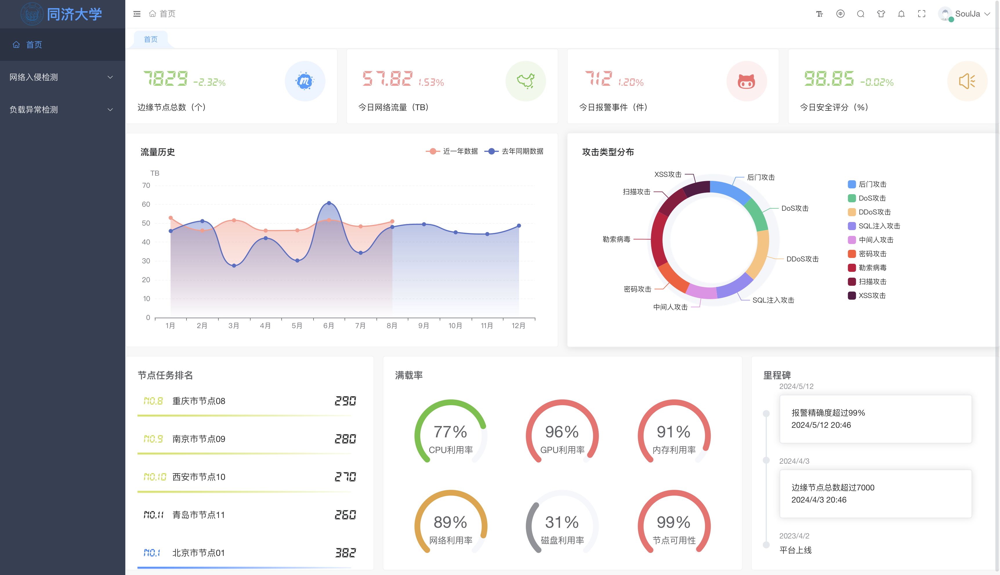 同济大学
首页
SoulJa
首页
网络入侵检测
负载异常检测
首页
7829 -2.32%
边缘节点总数（个）
57.82 1.53%
今日网络流量（TB）
712 1.20%
今日报警事件（件）
98.85 -0.02%
今日安全评分（%）
流量历史
近一年数据
去年同期数据
TB
70
60
50
40
30
20
10
0
1月
2月
3月
4月
5月
6月
7月
8月
9月
10月
11月
12月
攻击类型分布
XSS攻击
后门攻击
扫描攻击
DoS攻击
勒索病毒
DDoS攻击
密码攻击
SQL注入攻击
中间人攻击
后门攻击
DoS攻击
DDoS攻击
SQL注入攻击
中间人攻击
密码攻击
勒索病毒
扫描攻击
XSS攻击
节点任务排名
NO.8 重庆市节点08 290
NO.9 南京市节点09 280
NO.10 西安市节点10 270
NO.11 青岛市节点11 260
NO.1 北京市节点01 382
满载率
77%
CPU利用率
96%
GPU利用率
91%
内存利用率
89%
网络利用率
31%
磁盘利用率
99%
节点可用性
里程碑
2024/5/12
报警精确度超过99%
2024/5/12 20:46
2024/4/3
边缘节点总数超过7000
2024/4/3 20:46
2023/4/2
平台上线